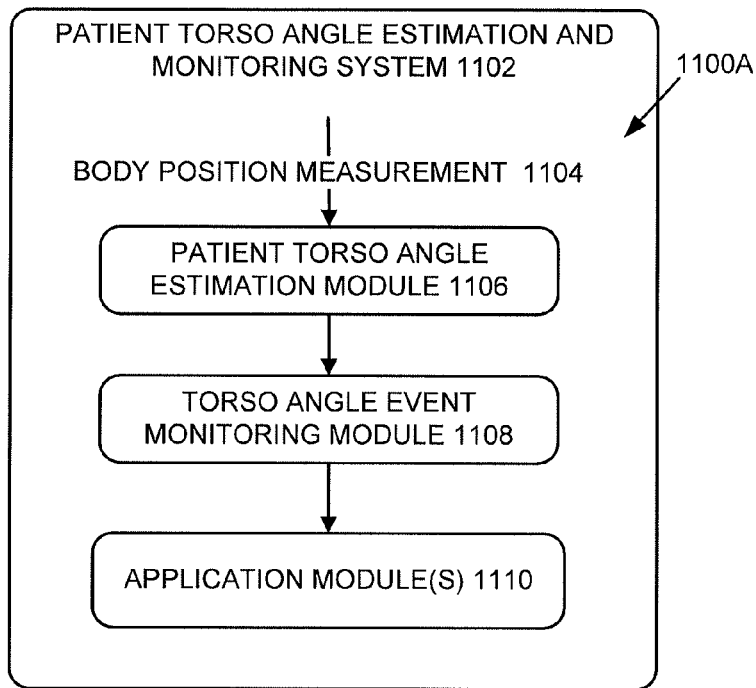 PATIENT TORSO ANGLE ESTIMATION AND
MONITORING SYSTEM 1102
1100A
BODY POSITION MEASUREMENT 1104
PATIENT TORSO ANGLE
ESTIMATION MODULE 1106
TORSO ANGLE EVENT
MONITORING MODULE 1108
APPLICATION MODULE(S) 1110